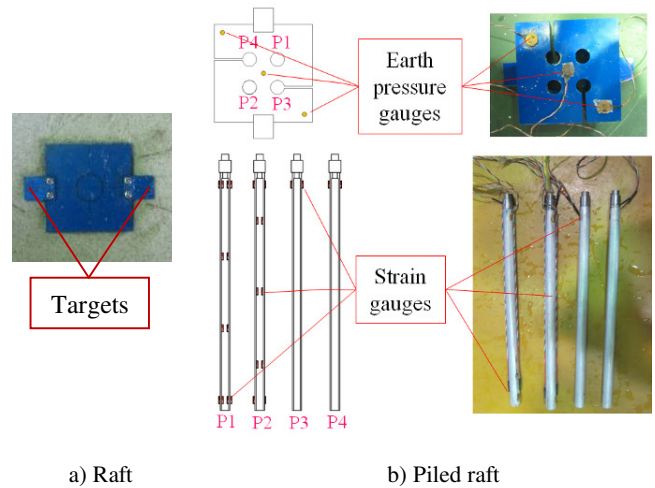 P4 P1
P2 P3
Earth
pressure
gauges
Targets
Strain
gauges
P1 P2 P3 P4
a) Raft
b) Piled raft